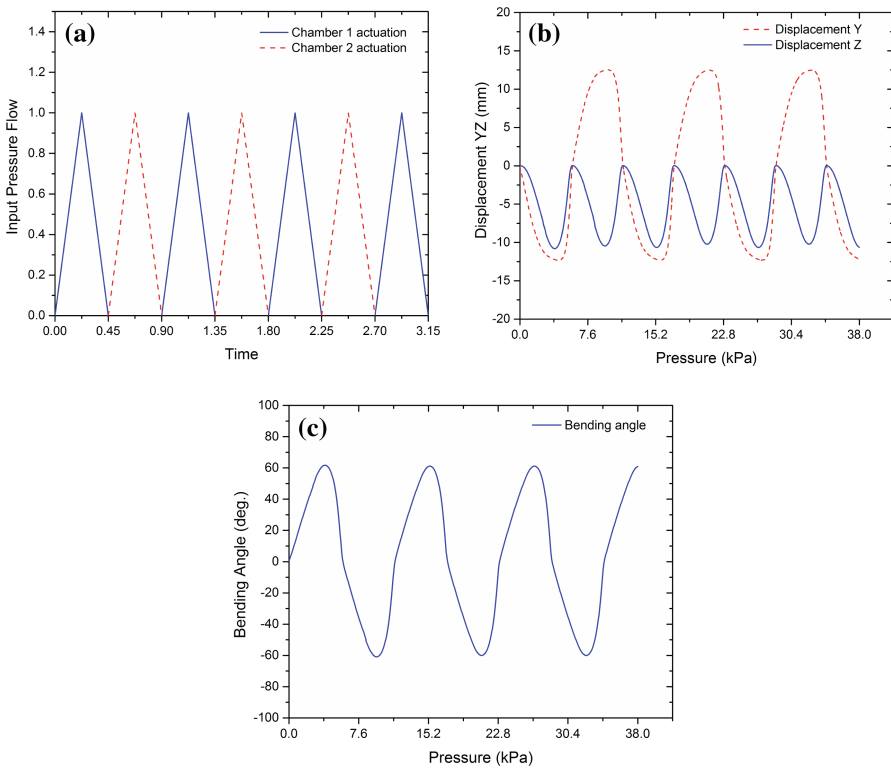 (a)
Chamber 1 actuation
Chamber 2 actuation
Input Pressure Flow
1.4
1.2
1.0
0.8
0.6
0.4
0.2
0.0
0.00 0.45 0.90 1.35 1.80 2.25 2.70 3.15
Time
(b)
Displacement Y
Displacement Z
Displacement YZ (mm)
20
15
10
5
0
-5
-10
-15
-20
0.0 7.6 15.2 22.8 30.4 38.0
Pressure (kPa)
(c)
Bending angle
Bending Angle (deg.)
100
80
60
40
20
0
-20
-40
-60
-80
-100
0.0 7.6 15.2 22.8 30.4 38.0
Pressure (kPa)